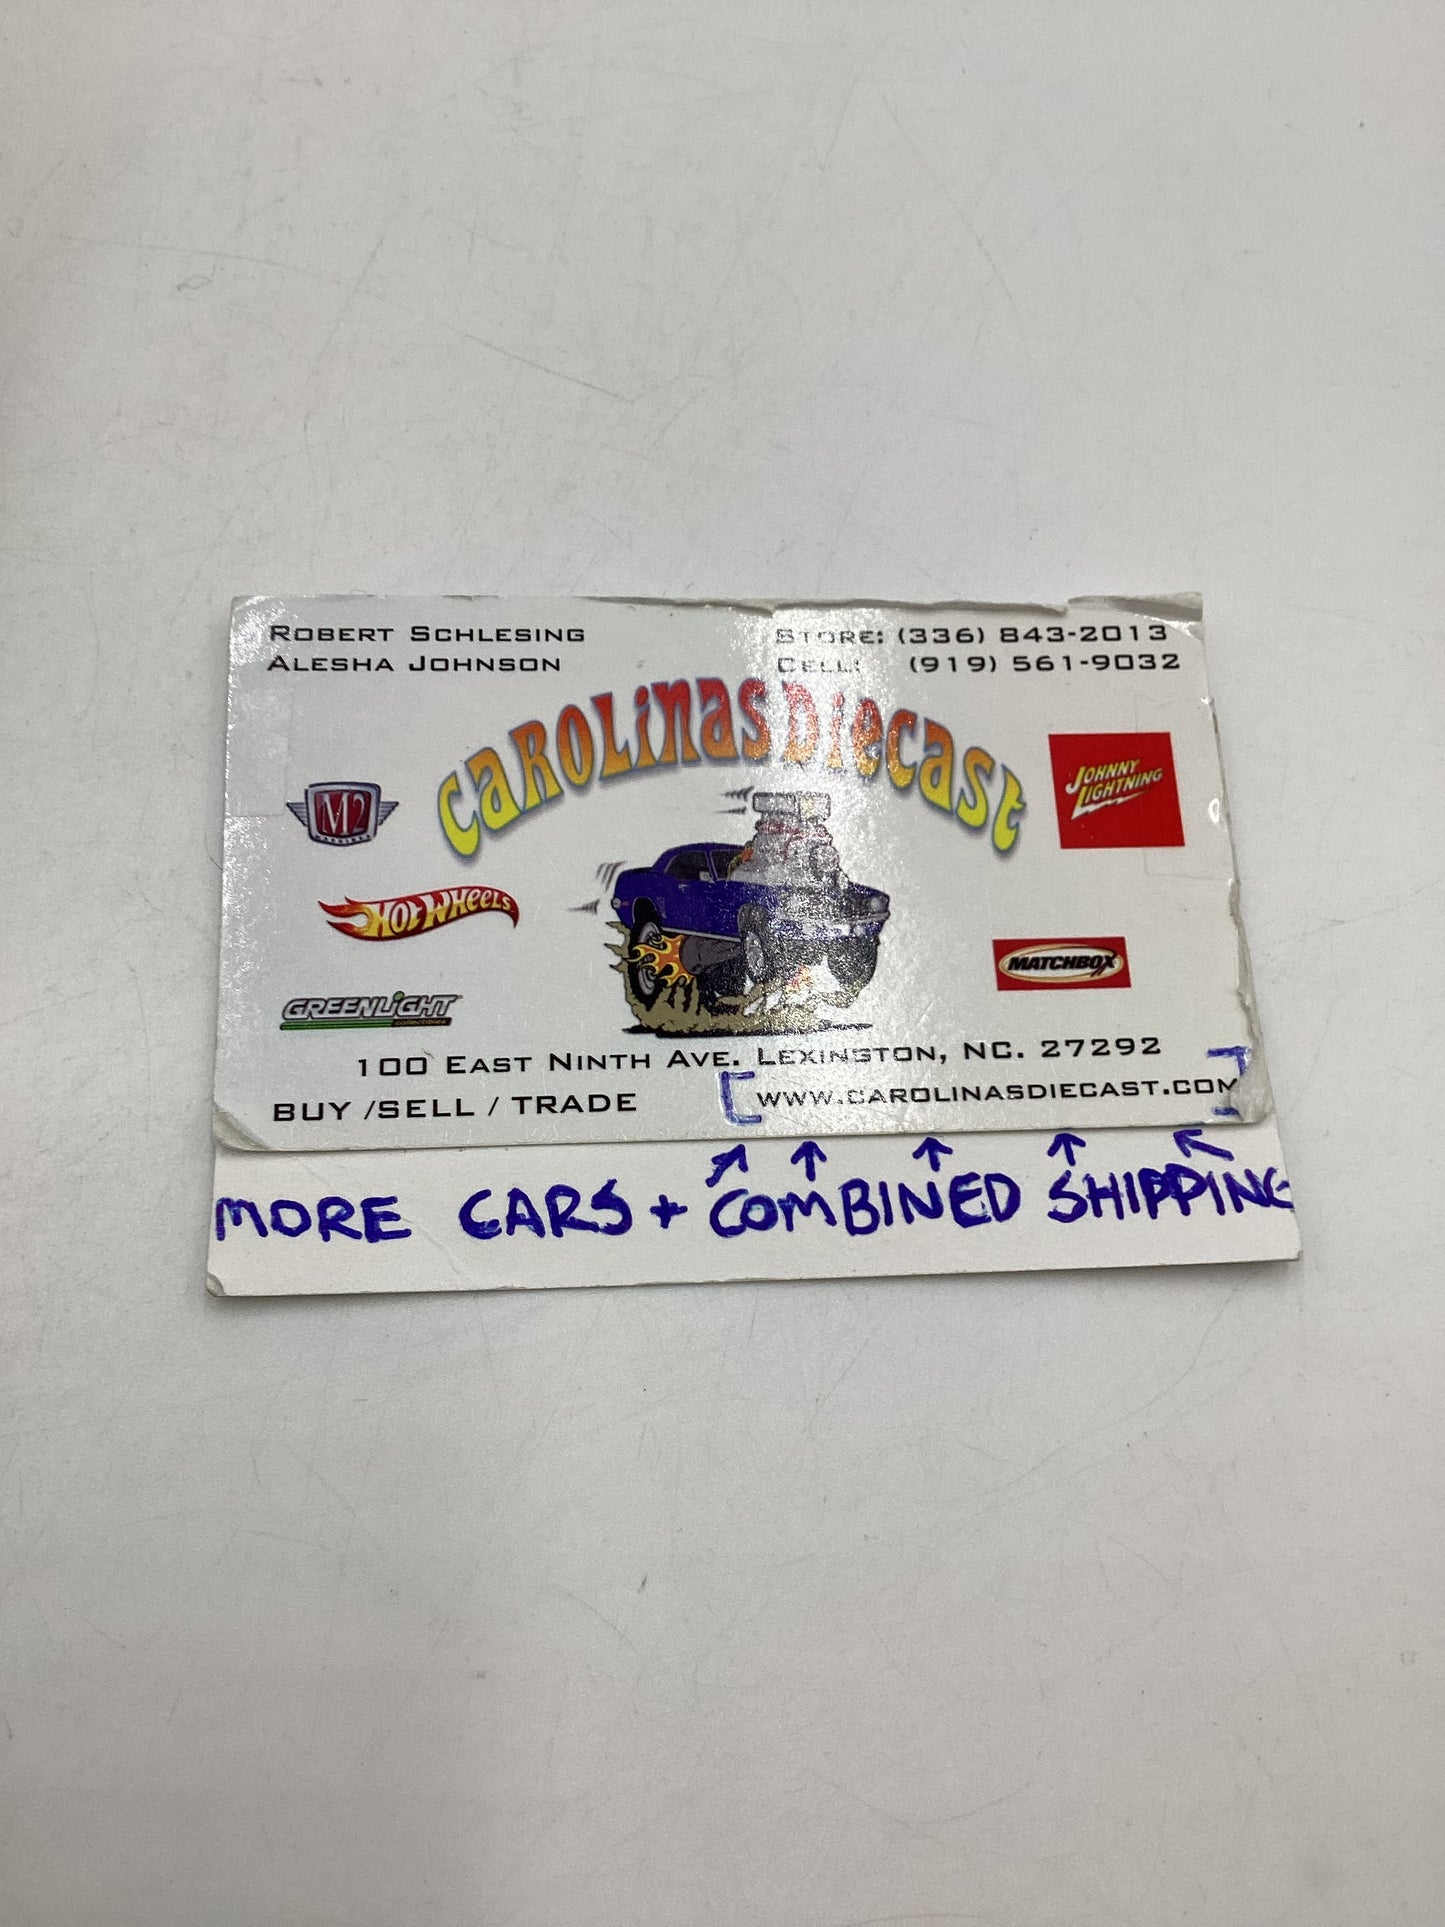 ROBERT SCHLESING
ALESHA JOHNSON
STORE: (336) 843-2013
CELL: (919) 561-9032
CAROLINAS DIECAST
M2
MACHINES
JOHNNY
LIGHTNING
HOT WHEELS
MATCHBOX
GREENLIGHT
collectibles
100 EAST NINTH AVE. LEXINGTON, NC. 27292
BUY /SELL / TRADE
[WWW.CAROLINASDIECAST.COM]
MORE CARS + COMBINED SHIPPING